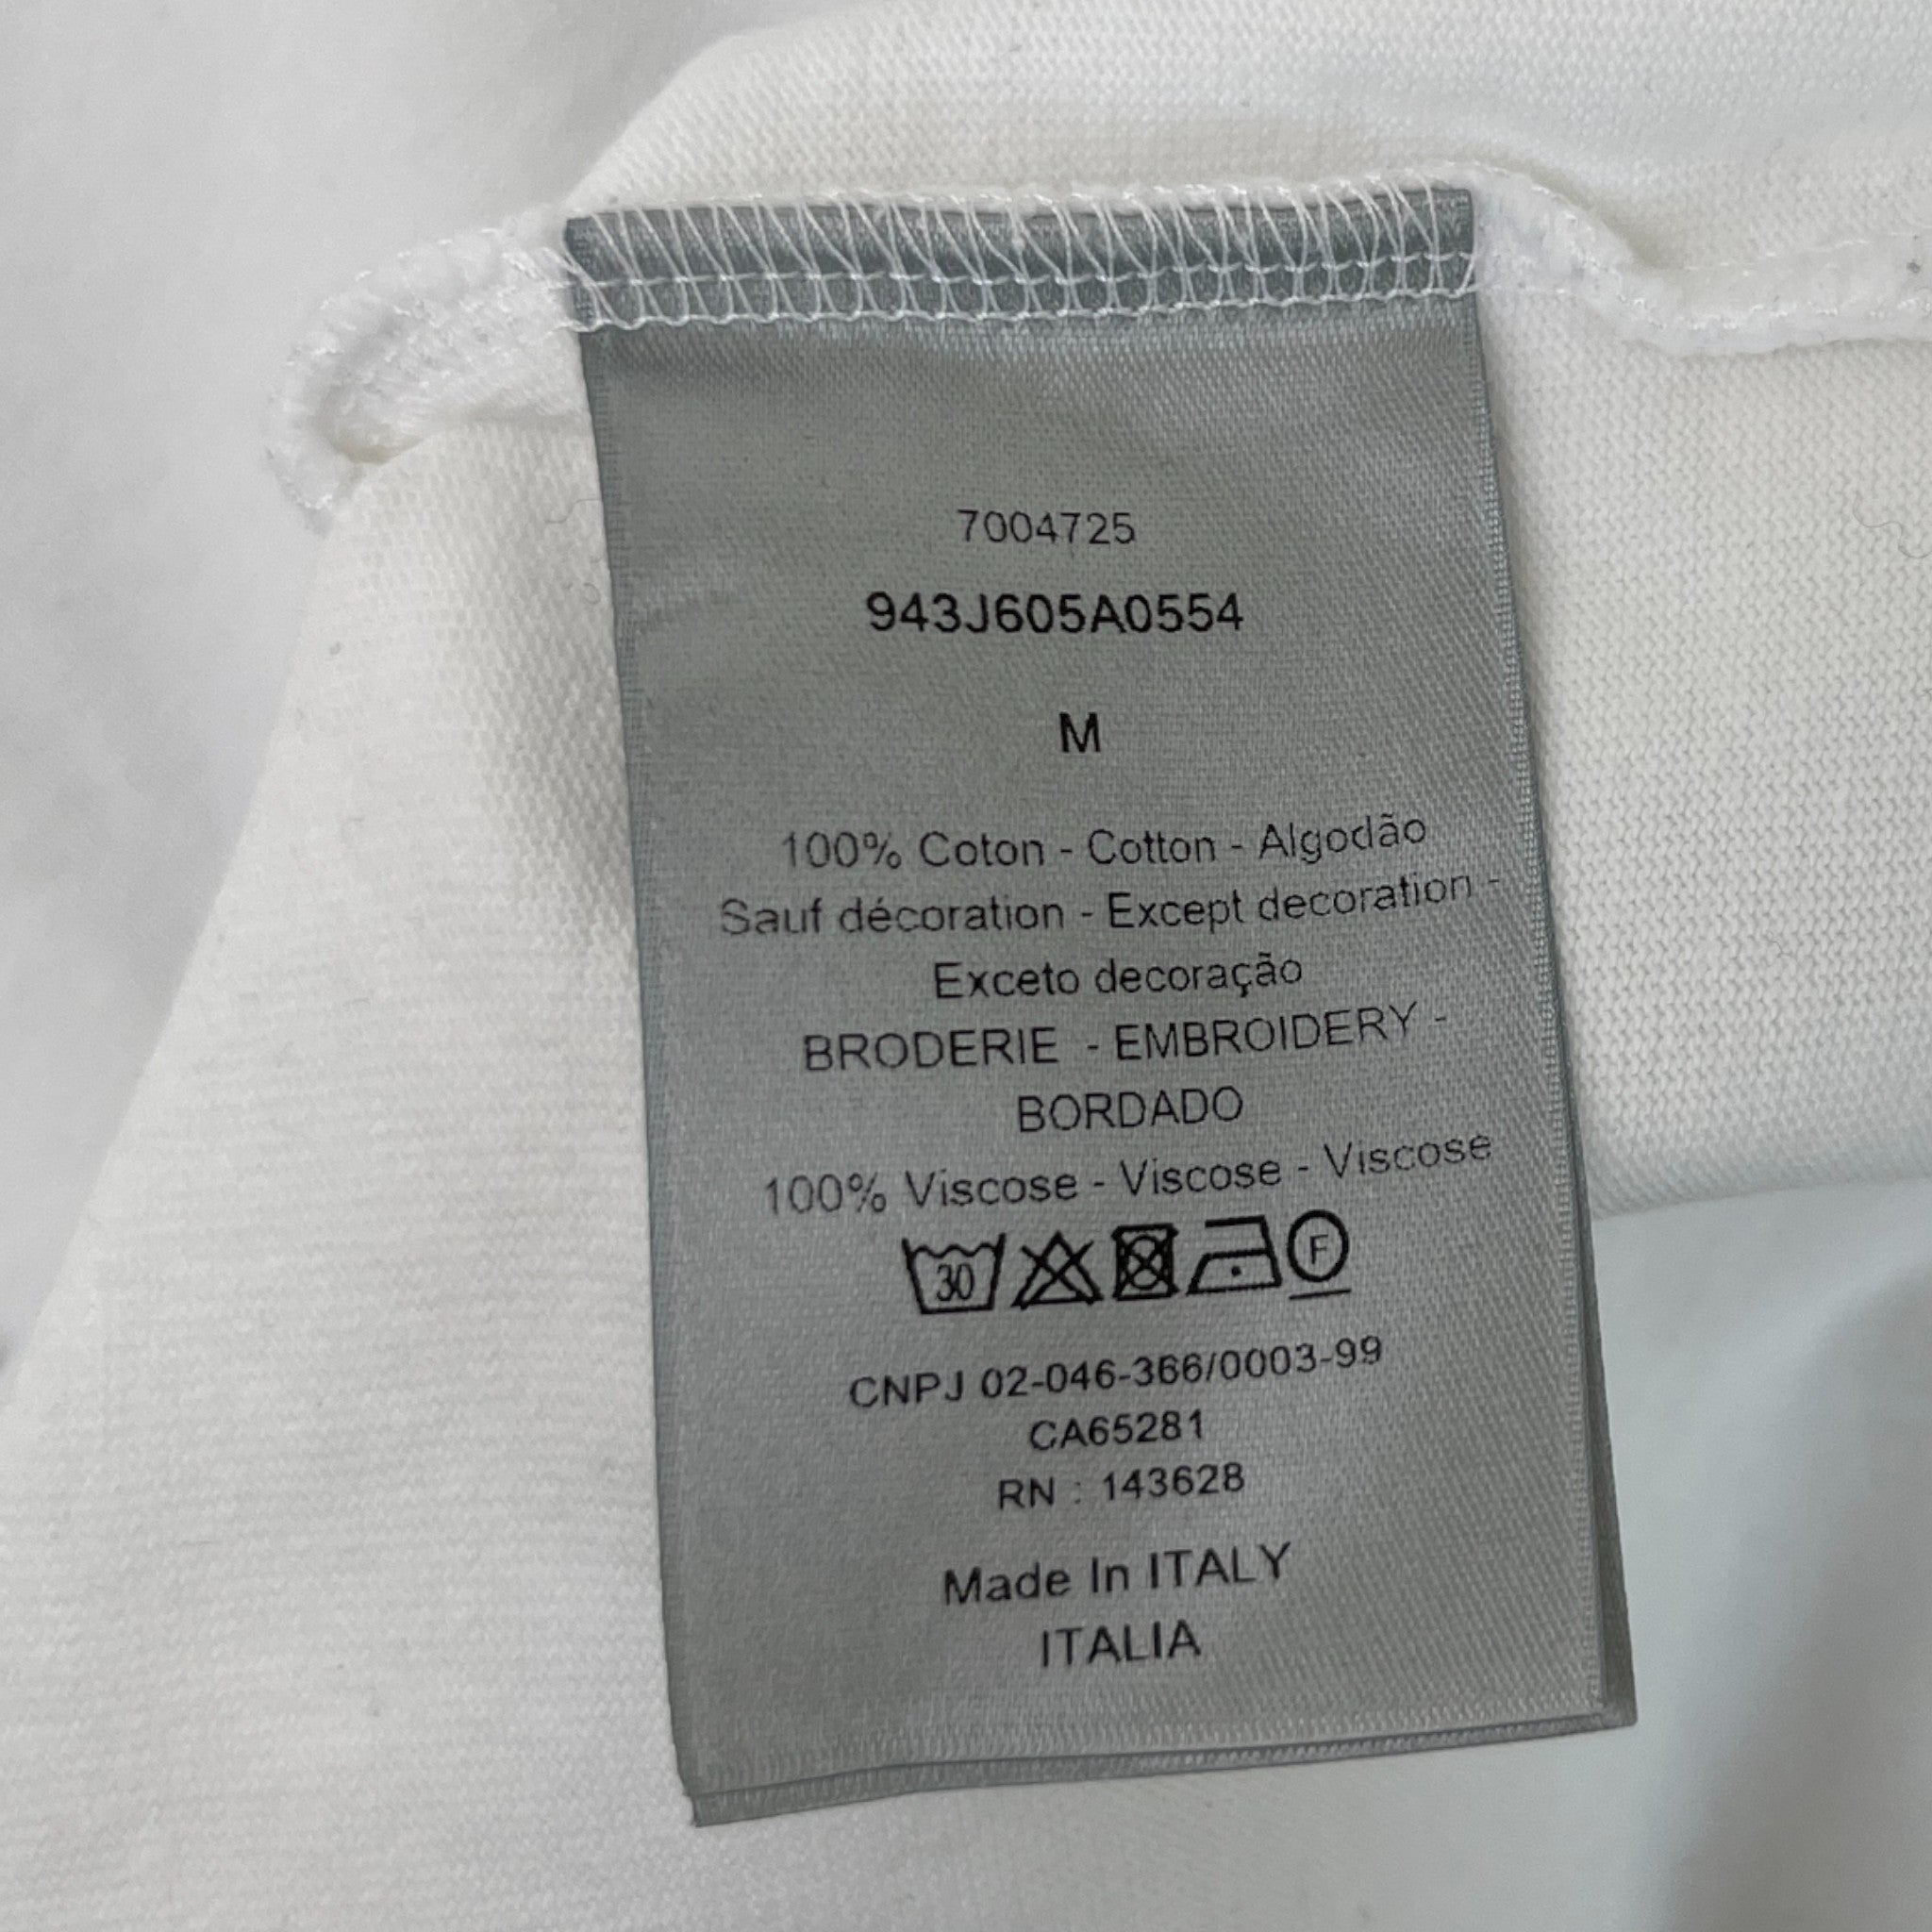 7004725
943J605A0554
M
100% Coton - Cotton - Algodão
Sauf décoration - Except decoration -
Exceto decoração
BRODERIE - EMBROIDERY -
BORDADO
100% Viscose - Viscose - Viscose
30 F
CNPJ 02-046-366/0003-99
CA65281
RN : 143628
Made In ITALY
ITALIA